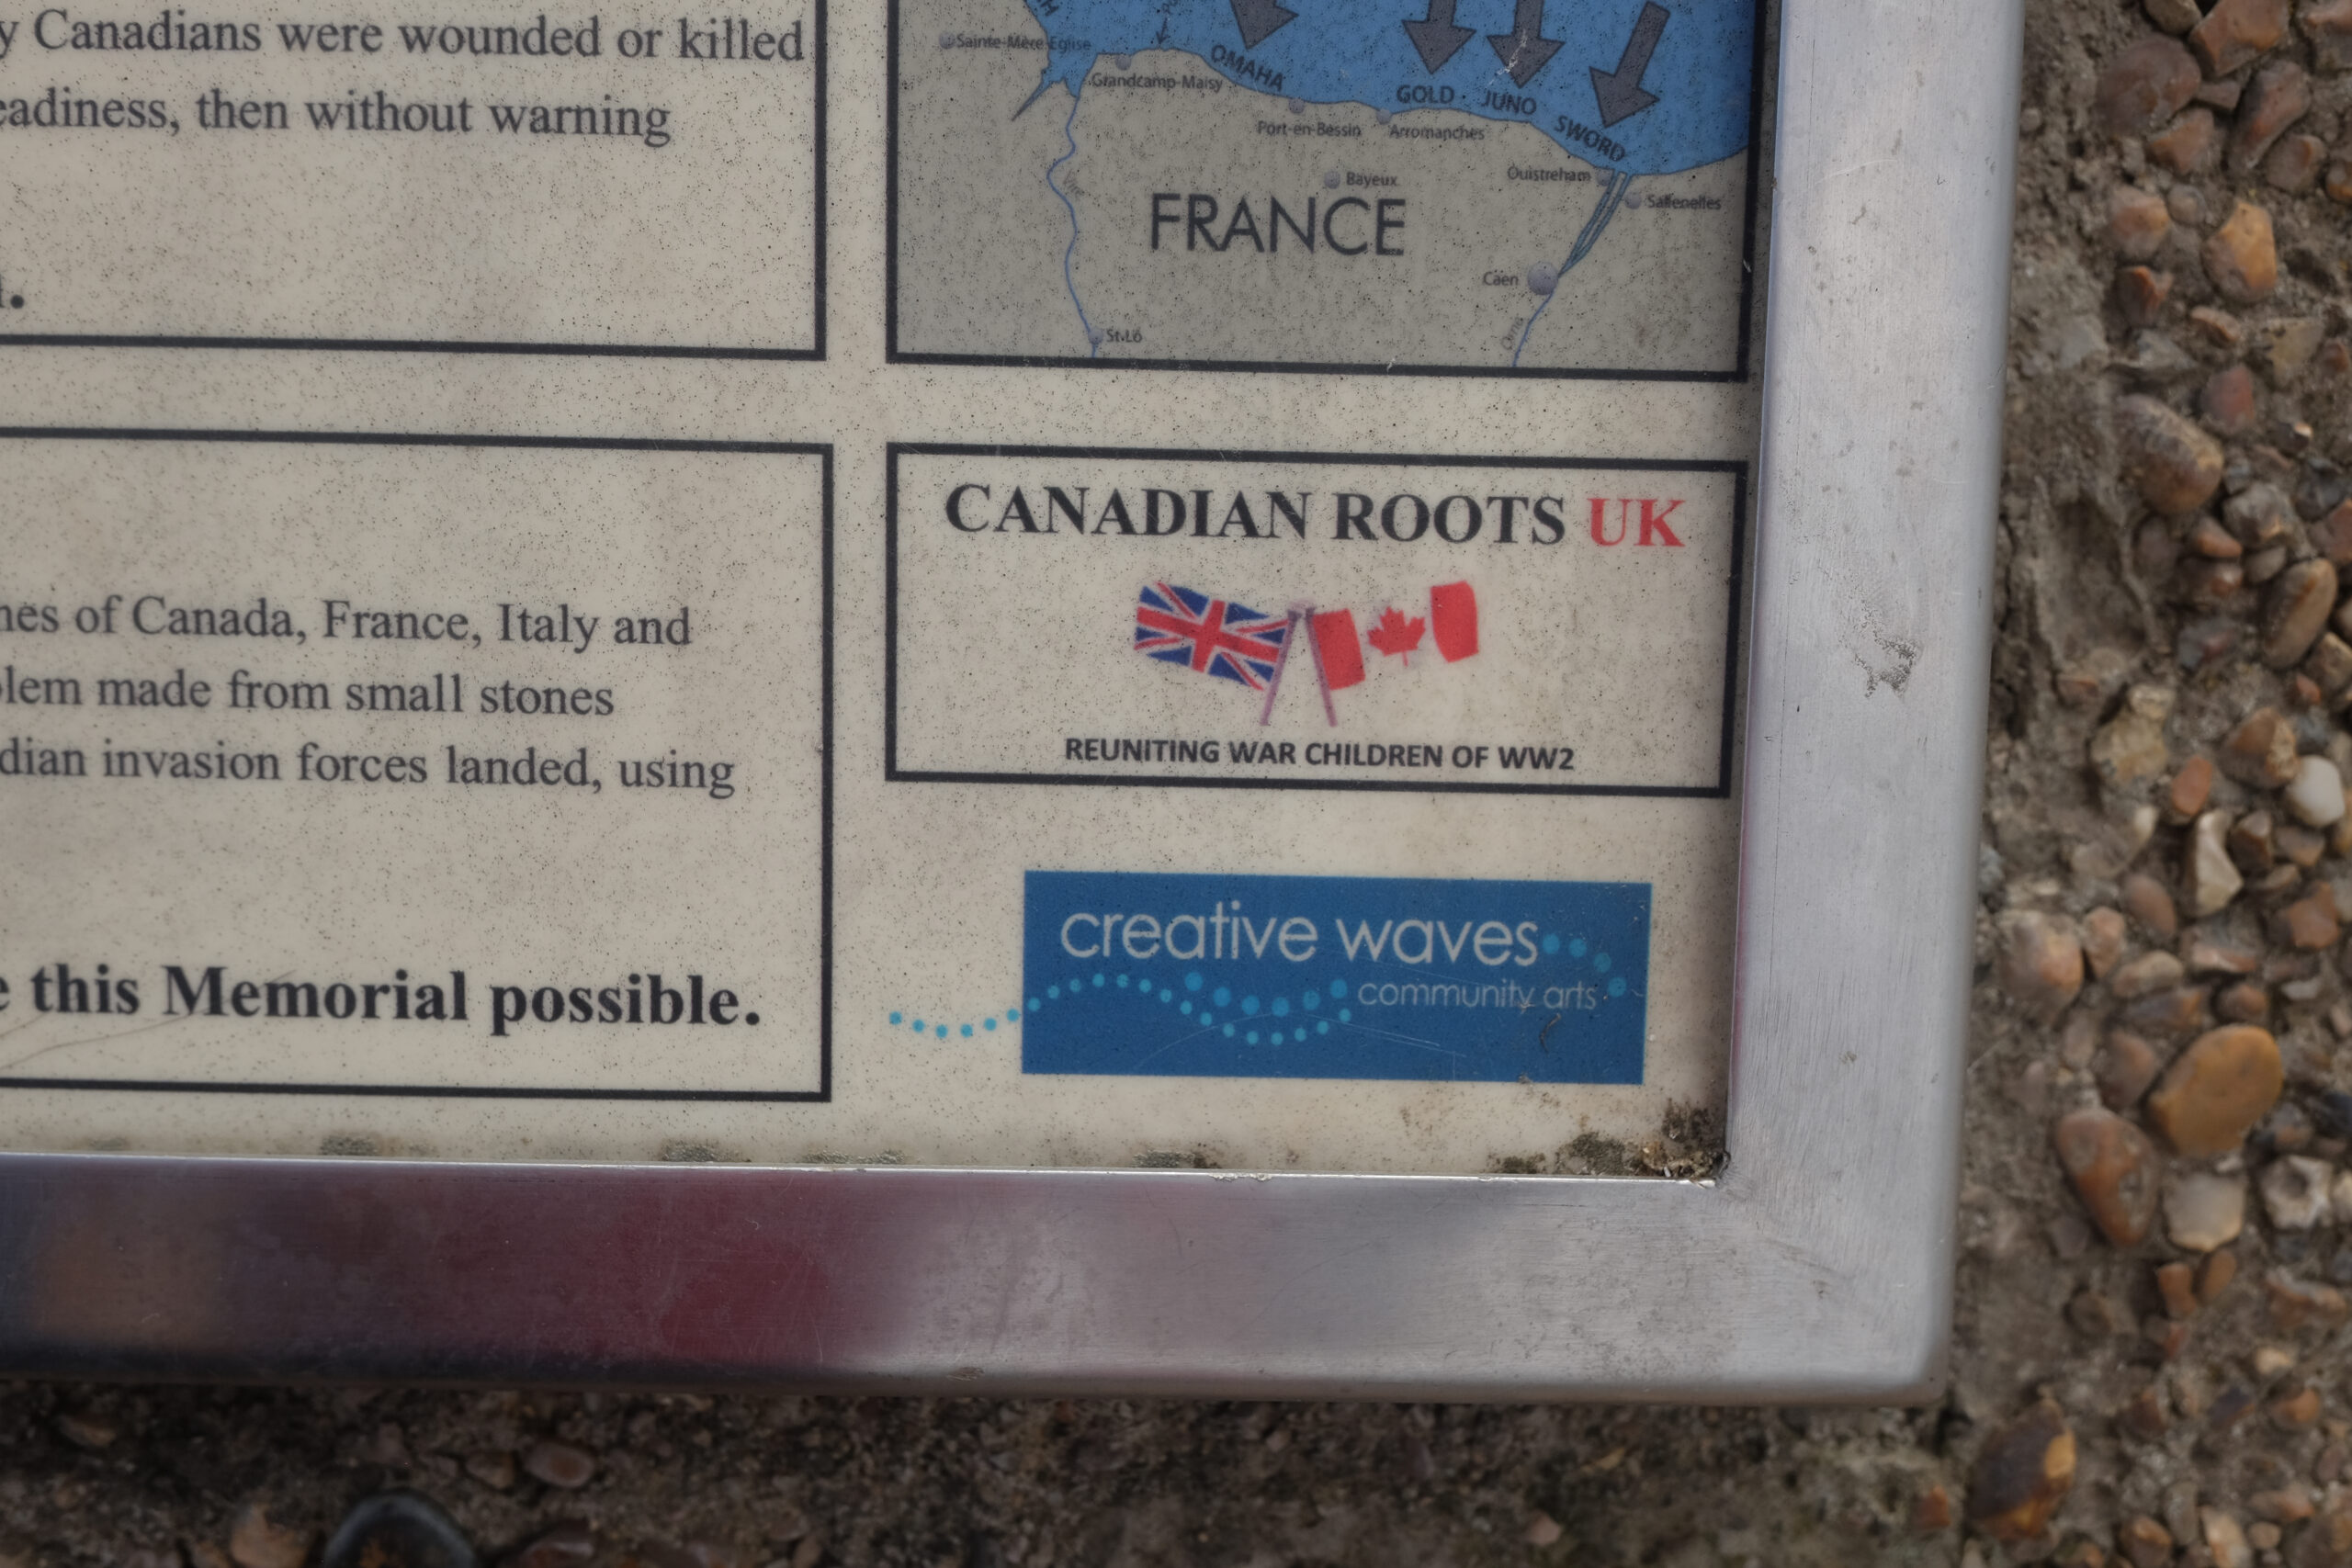 y Canadians were wounded or killed
eadiness, then without warning
nes of Canada, France, Italy and
lem made from small stones
dian invasion forces landed, using
e this Memorial possible.
Sainte-Mère-Eglise
Grandcamp-Maisy
OMAHA
GOLD
JUNO
SWORD
Port-en-Bessin
Arromanches
Bayeux
Ouistreham
Sallenelles
FRANCE
Vire
Caen
Orne
St-Lô
CANADIAN ROOTS UK
REUNITING WAR CHILDREN OF WW2
creative waves
community arts